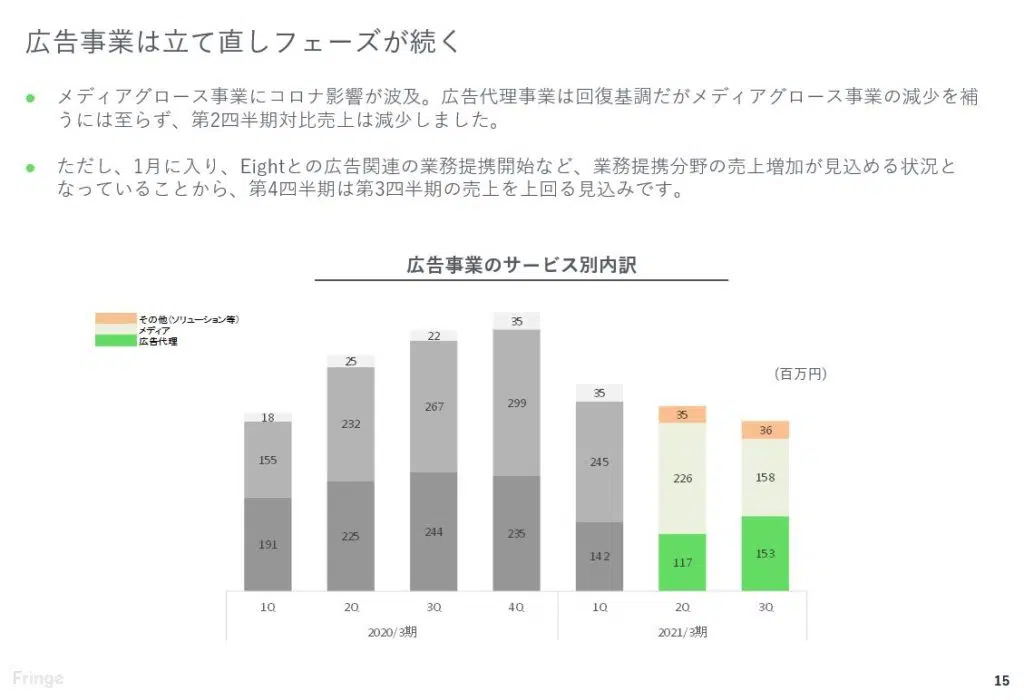 広告事業は立て直しフェーズが続く
● メディアグロース事業にコロナ影響が波及。広告代理事業は回復基調だがメディアグロース事業の減少を補
うには至らず、第2四半期対比売上は減少しました。
● ただし、1月に入り、Eightとの広告関連の業務提携開始など、業務提携分野の売上増加が見込める状況と
なっていることから、第4四半期は第3四半期の売上を上回る見込みです。
広告事業のサービス別内訳
その他(ソリューション等)
メディア
広告代理
(百万円)
18 25 22 35 35 35 36
155 232 267 299 245 226 158
191 225 244 235 142 117 153
1Q 2Q 3Q 4Q 1Q 2Q 3Q
2020/3期 2021/3期
Fringe
15